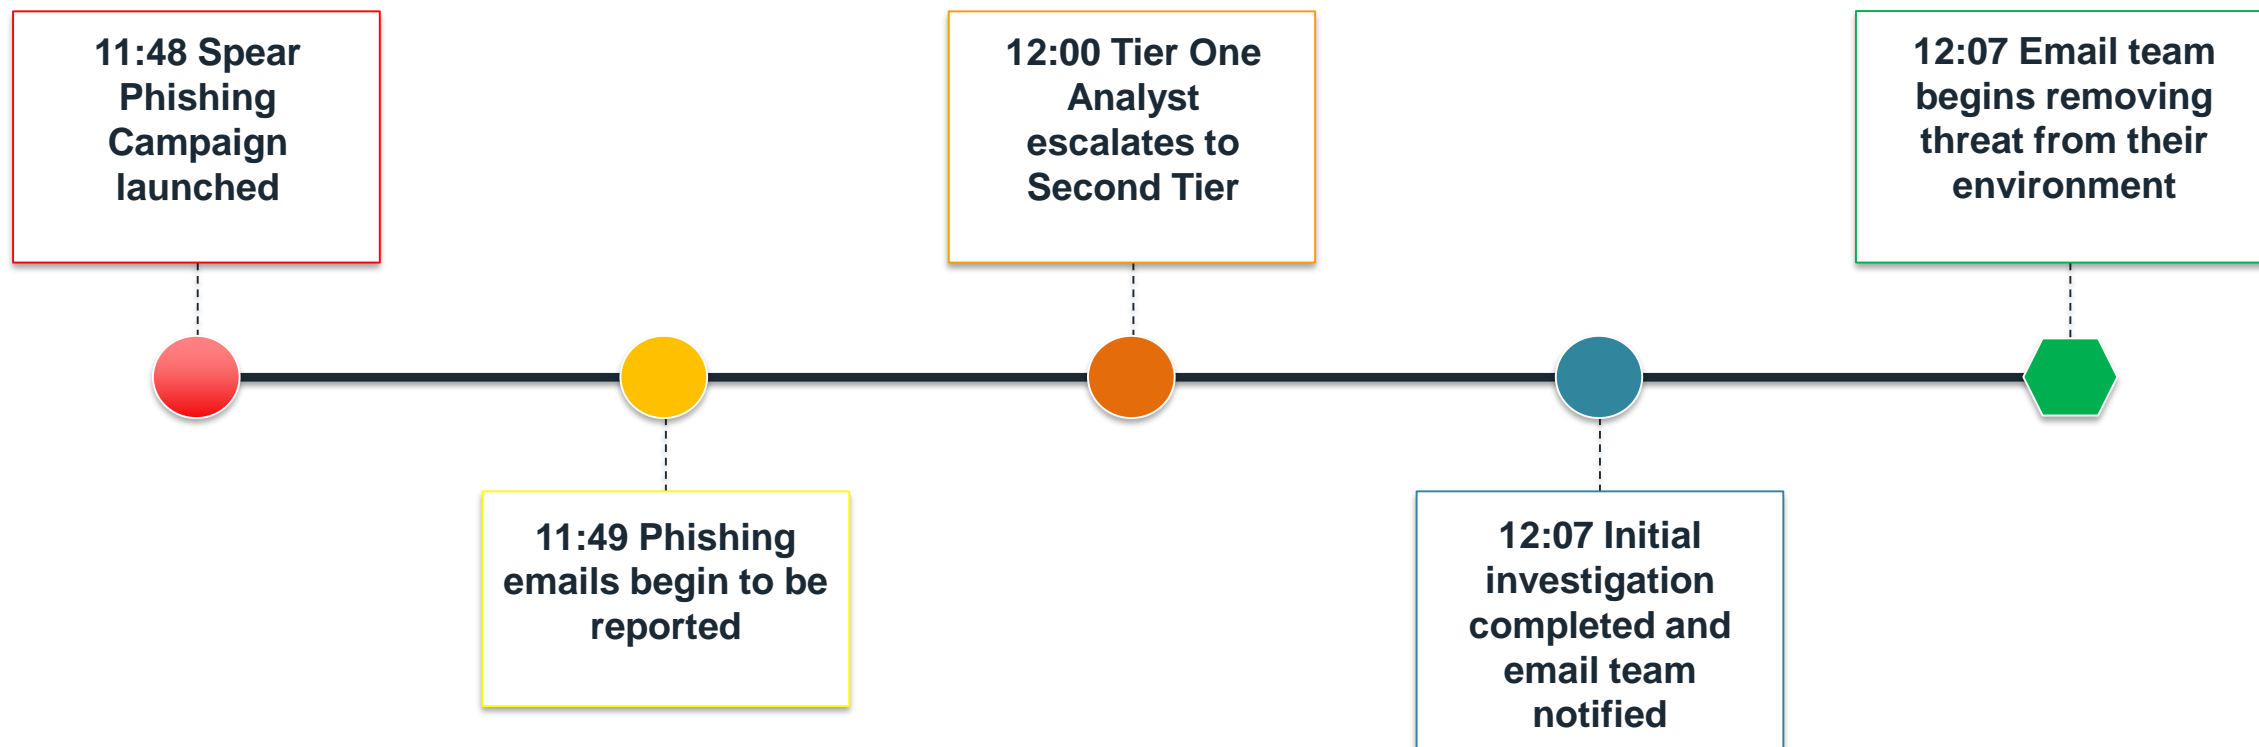 11:48 Spear
Phishing
Campaign
launched
11:49 Phishing
emails begin to be
reported
12:00 Tier One
Analyst
escalates to
Second Tier
12:07 Initial
investigation
completed and
email team
notified
12:07 Email team
begins removing
threat from their
environment